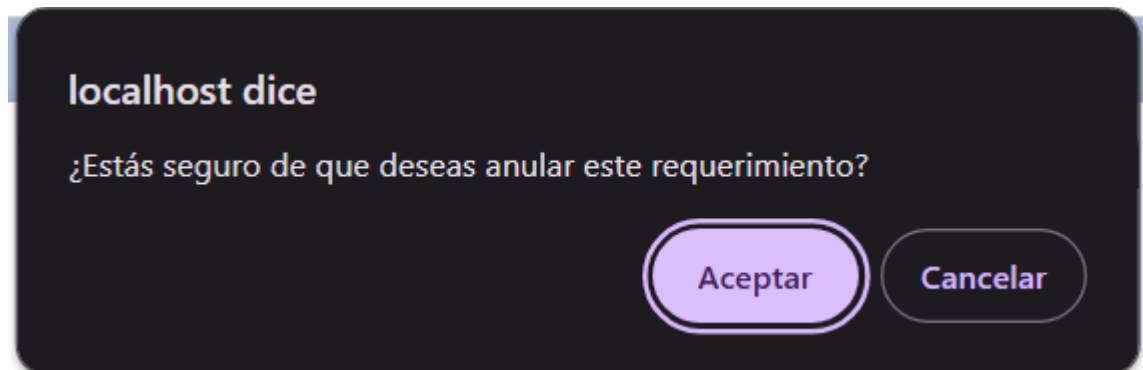 localhost dice
¿Estás seguro de que deseas anular este requerimiento?
Aceptar
Cancelar